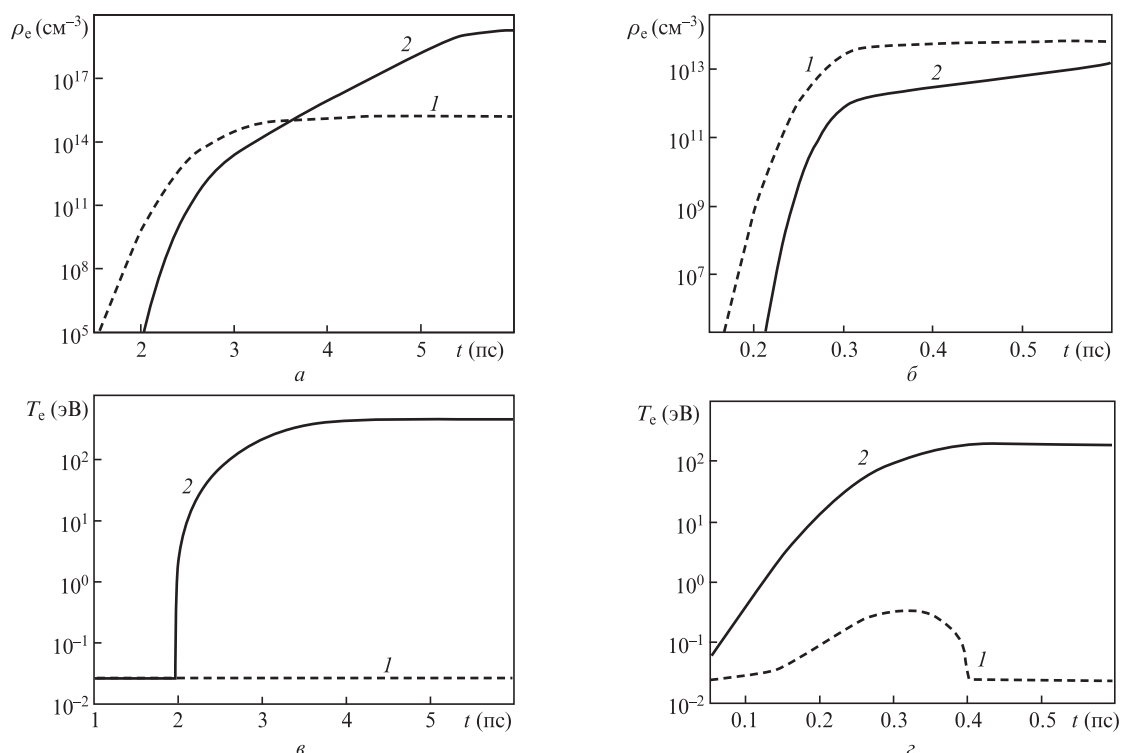 ρₑ (см⁻³)
2
10¹⁷
1
10¹⁴
10¹¹
10⁸
10⁵
2 3 4 5 t (пс)
а
ρₑ (см⁻³)
1
10¹³
2
10¹¹
10⁹
10⁷
0.2 0.3 0.4 0.5 t (пс)
б
Tₑ (эВ)
10²
2
10¹
10⁰
10⁻¹
1
10⁻²
1 2 3 4 5 t (пс)
в
Tₑ (эВ)
2
10²
10¹
10⁰
10⁻¹
1
10⁻²
0.1 0.2 0.3 0.4 0.5 t (пс)
г